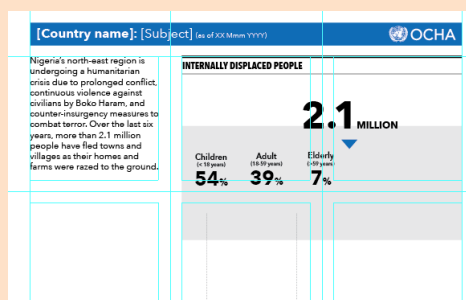 [Country name]: [Subject] (as of XX Mmm YYYY)
OCHA
Nigeria's north-east region is
undergoing a humanitarian
crisis due to prolonged conflict,
continuous violence against
civilians by Boko Haram, and
counter-insurgency measures to
combat terror. Over the last six
years, more than 2.1 million
people have fled towns and
villages as their homes and
farms were razed to the ground.
INTERNALLY DISPLACED PEOPLE
2.1 MILLION
Children Adult Elderly
(< 18 years) (18-59 years) (>59 years)
54% 39% 7%